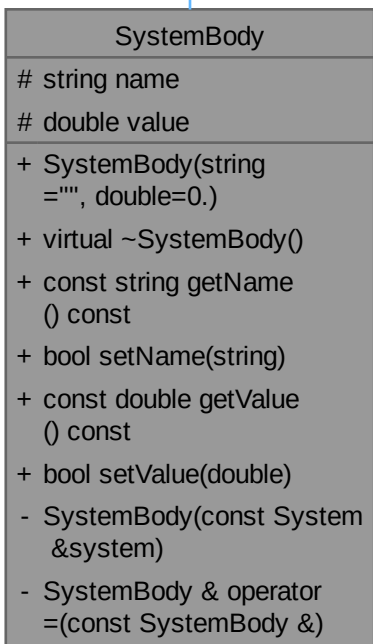 SystemBody
# string name
# double value
+ SystemBody(string
="", double=0.)
+ virtual ~SystemBody()
+ const string getName
() const
+ bool setName(string)
+ const double getValue
() const
+ bool setValue(double)
- SystemBody(const System
&system)
- SystemBody & operator
=(const SystemBody &)